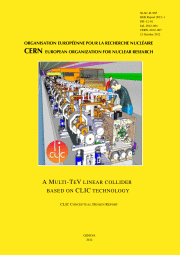 ORGANISATION EUROPÉENNE POUR LA RECHERCHE NUCLÉAIRE
CERN EUROPEAN ORGANIZATION FOR NUCLEAR RESEARCH
clic
A MULTI-TEV LINEAR COLLIDER
BASED ON CLIC TECHNOLOGY
CLIC CONCEPTUAL DESIGN REPORT
GENEVA
2012